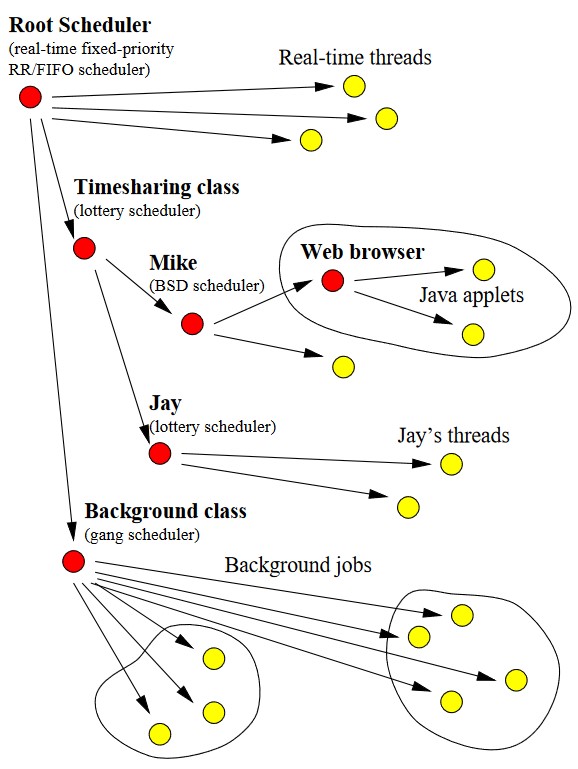 Root Scheduler
(real-time fixed-priority
RR/FIFO scheduler)
Real-time threads
Timesharing class
(lottery scheduler)
Mike
(BSD scheduler)
Web browser
Java applets
Jay
(lottery scheduler)
Jay's threads
Background class
(gang scheduler)
Background jobs